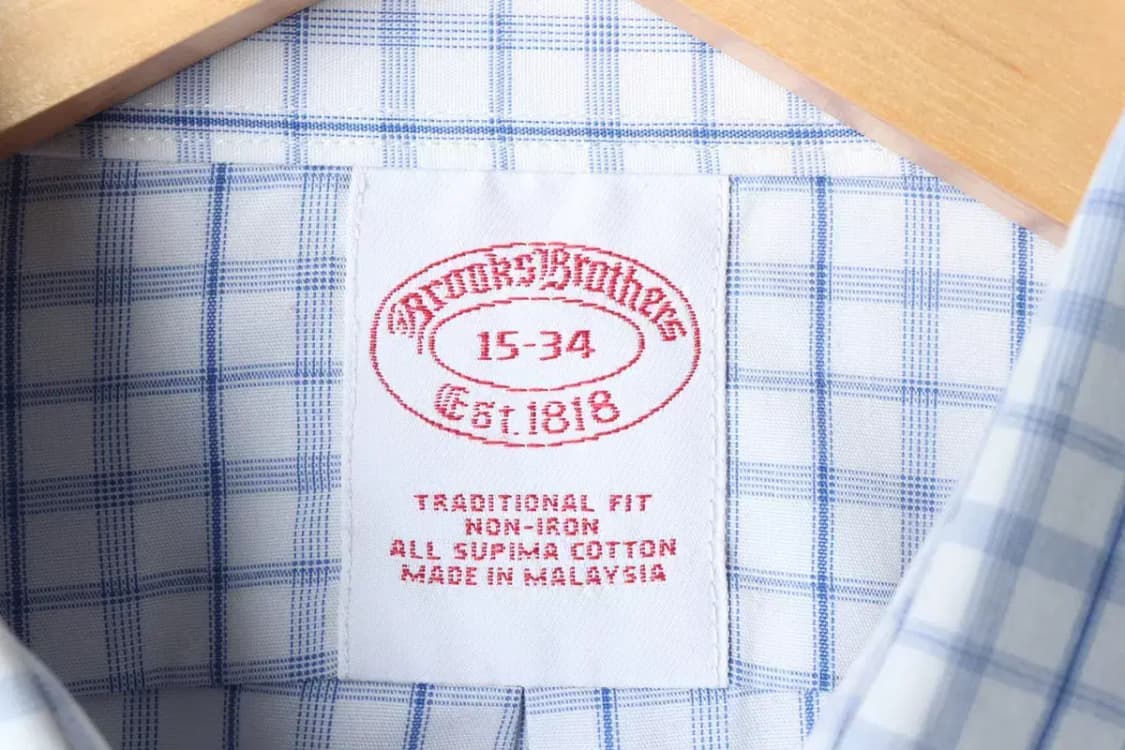 Brooks Brothers
15-34
Est. 1818
TRADITIONAL FIT
NON-IRON
ALL SUPIMA COTTON
MADE IN MALAYSIA